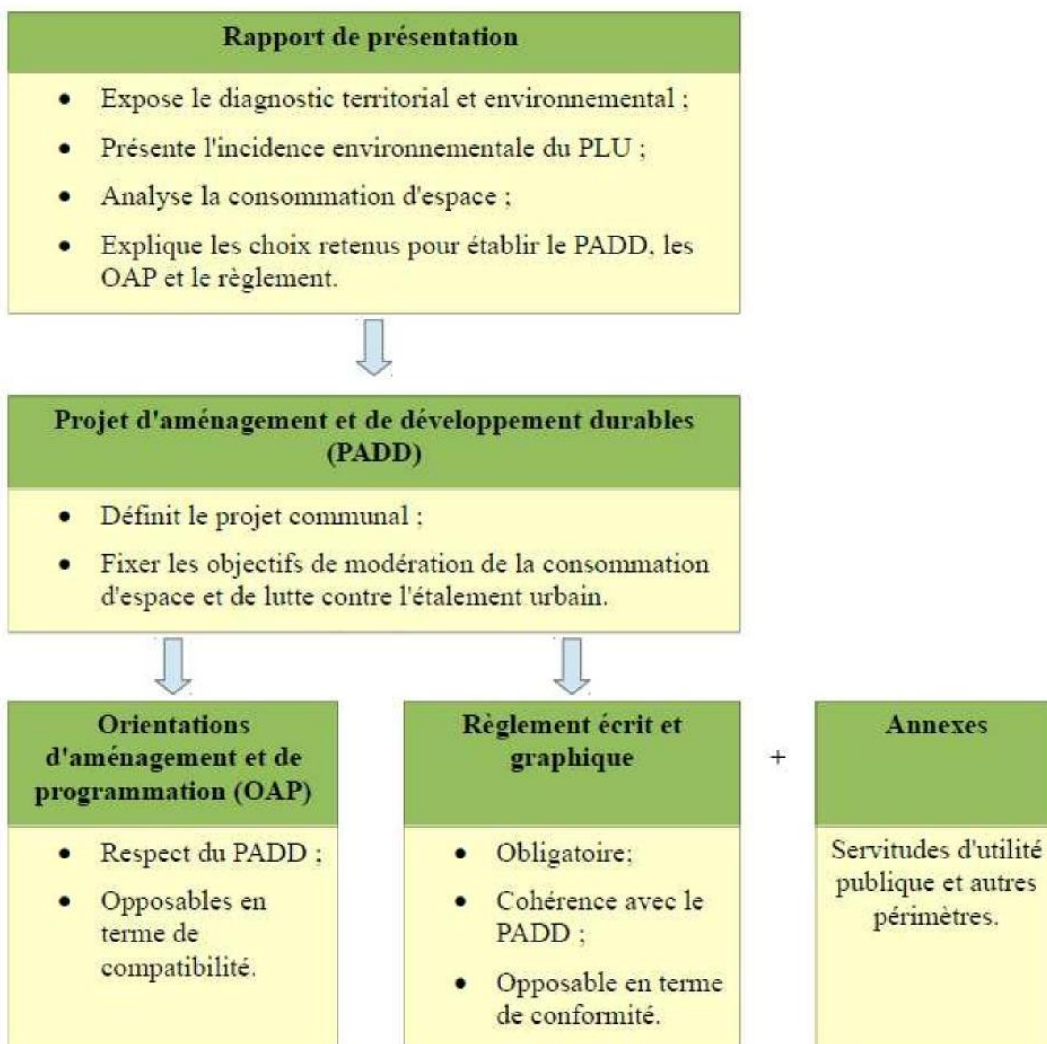 Rapport de présentation
• Expose le diagnostic territorial et environnemental ;
• Présente l'incidence environnementale du PLU ;
• Analyse la consommation d'espace ;
• Explique les choix retenus pour établir le PADD, les
OAP et le règlement.
Projet d'aménagement et de développement durables
(PADD)
• Définit le projet communal ;
• Fixer les objectifs de modération de la consommation
d'espace et de lutte contre l'étalement urbain.
Orientations
d'aménagement et de
programmation (OAP)
• Respect du PADD ;
• Opposables en
terme de
compatibilité.
Règlement écrit et
graphique
• Obligatoire;
• Cohérence avec le
PADD ;
• Opposable en terme
de conformité.
+
Annexes
Servitudes d'utilité
publique et autres
périmètres.